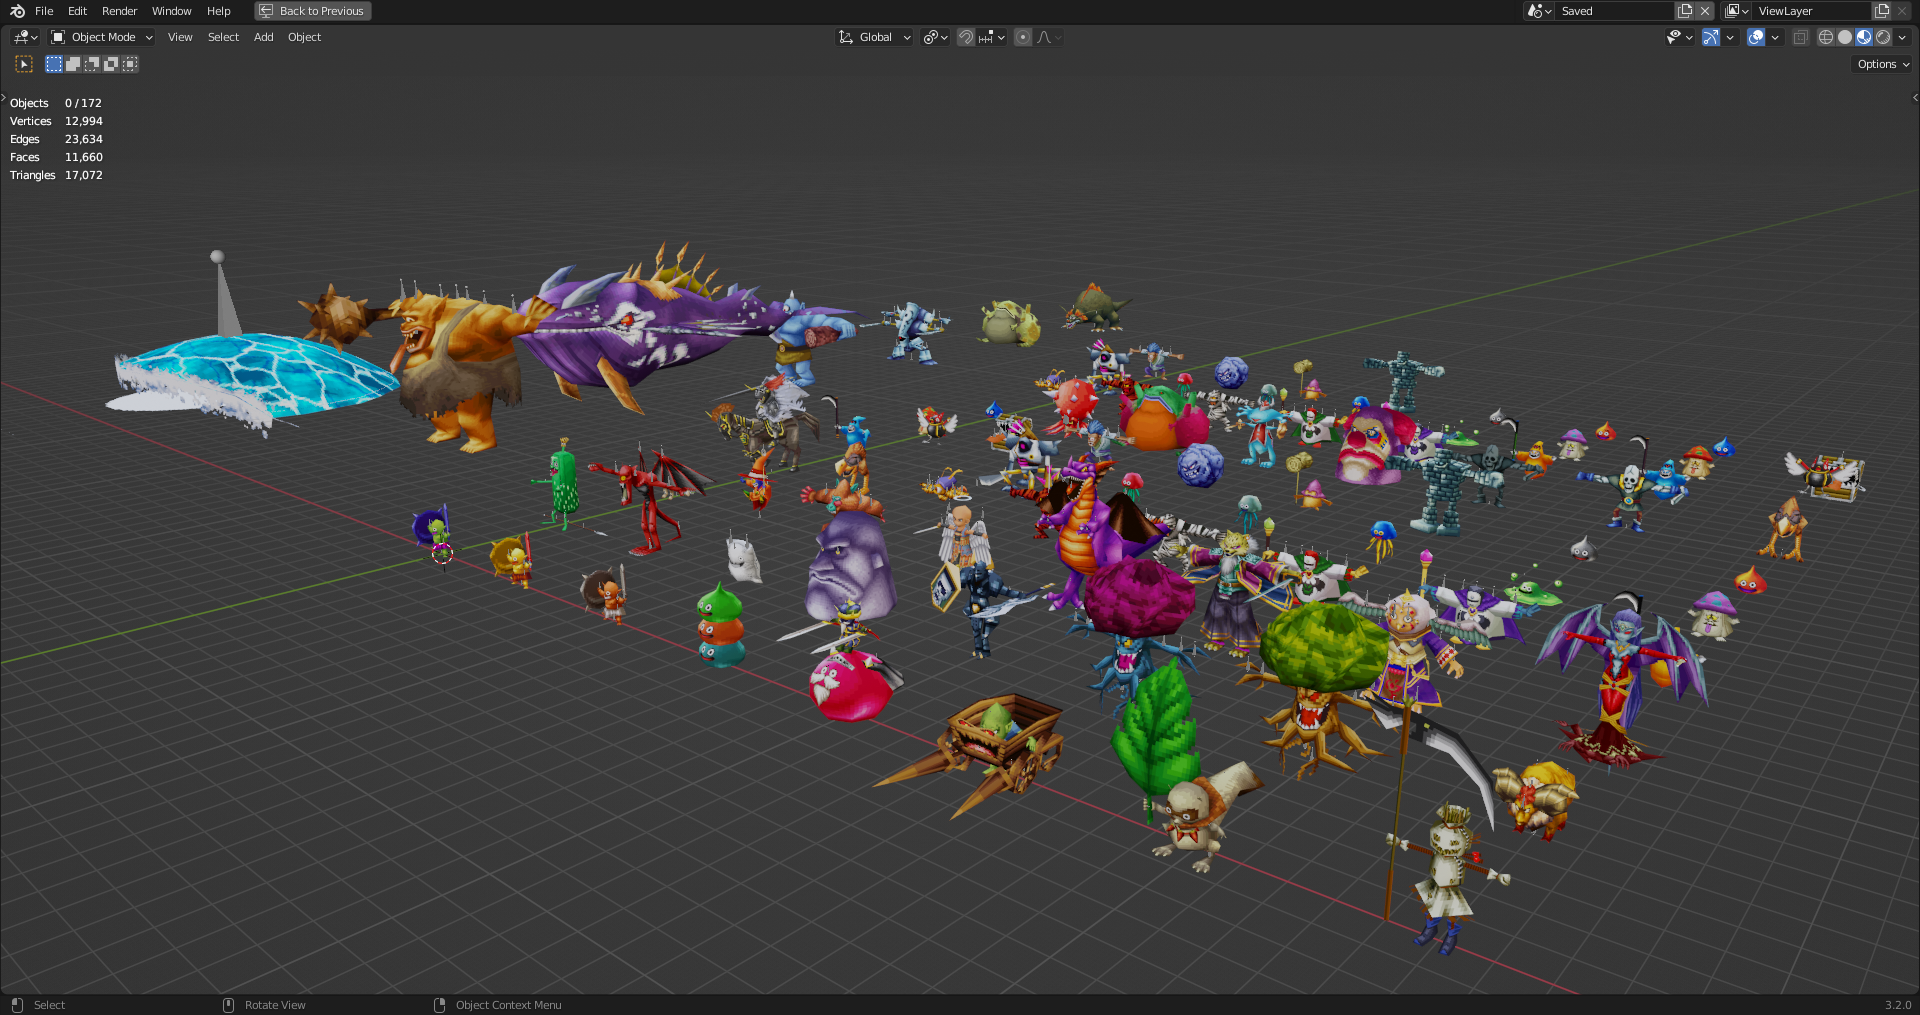 File Edit Render Window Help Back to Previous Saved ViewLayer
Object Mode View Select Add Object Global
Options
Objects 0 / 172
Vertices 12,994
Edges 23,634
Faces 11,660
Triangles 17,072
Select Rotate View Object Context Menu 3.2.0